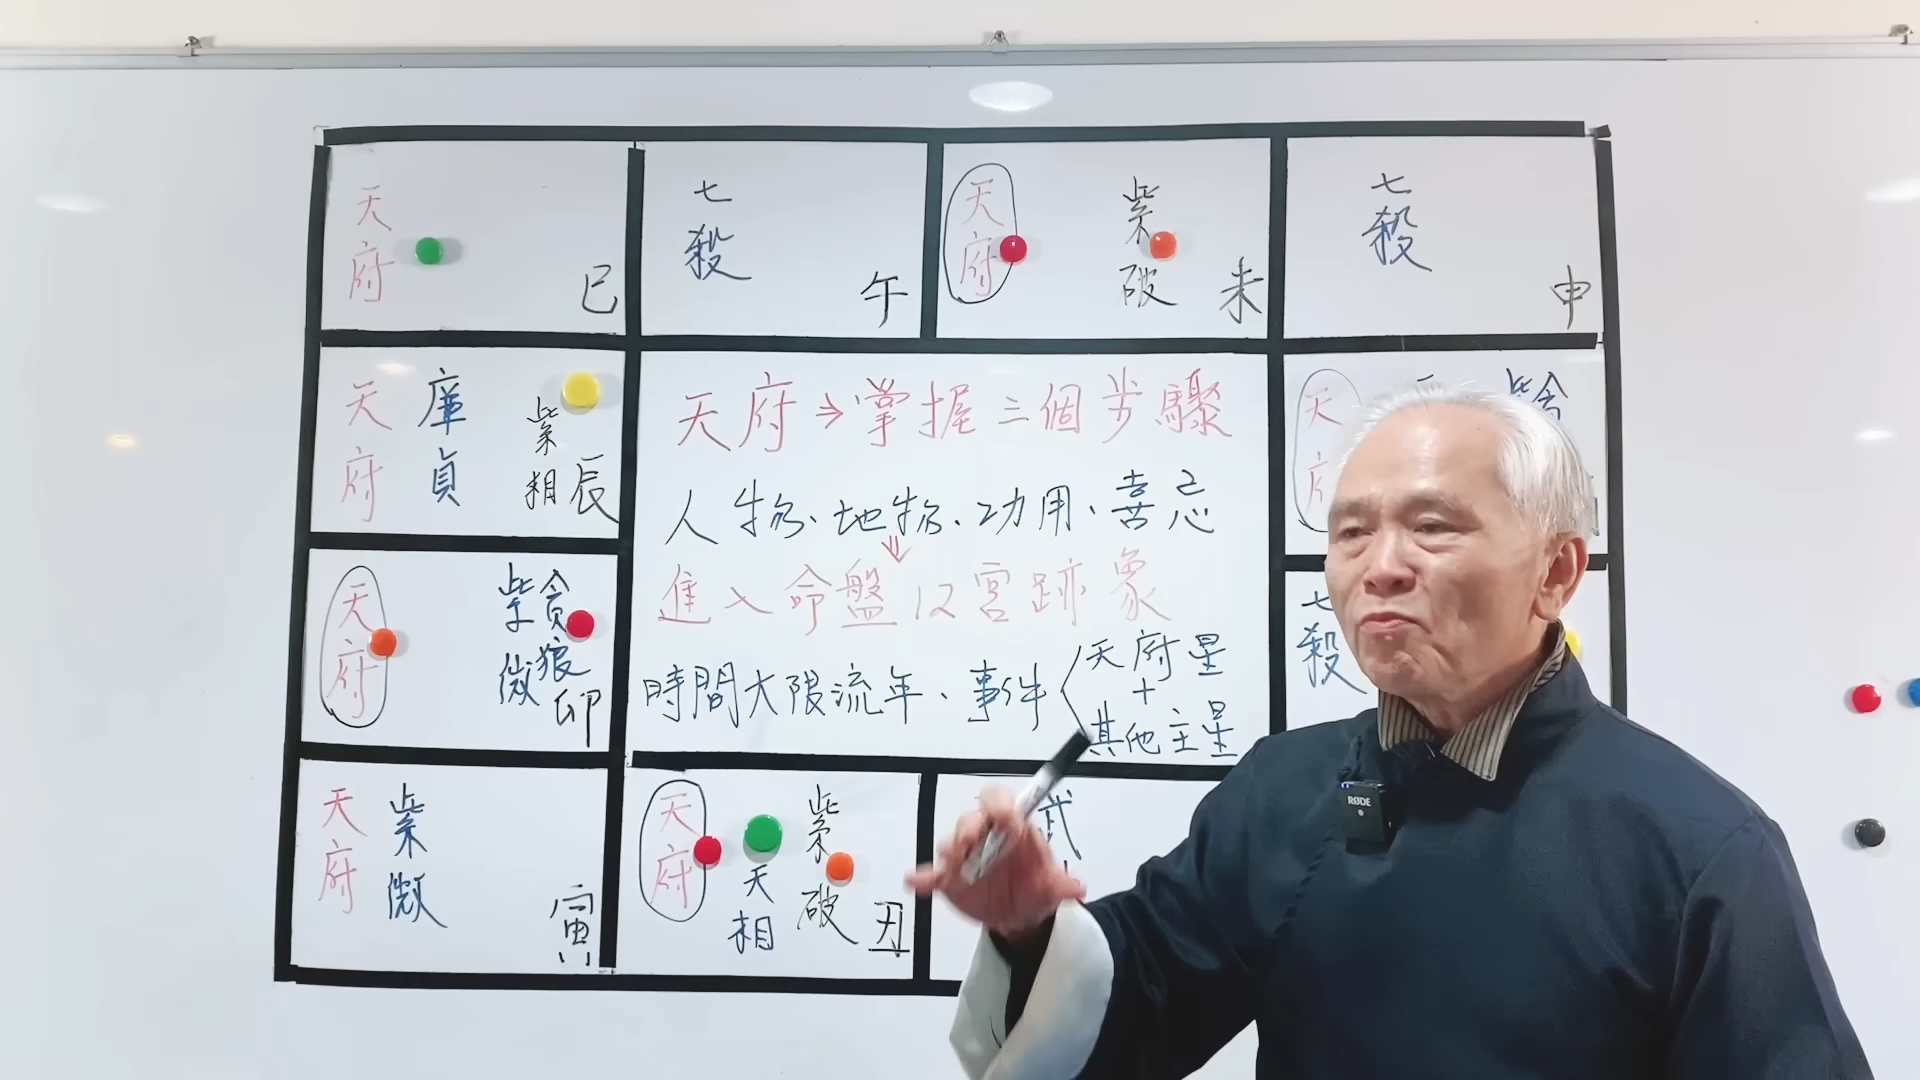 天府
巳
七殺
午
天府
紫破
未
七殺
申
天府
廉貞
紫相
辰
天府→掌握三個步驟
人物、地物、功用、喜忌
進入命盤12宮跡象
時間大限流年、事件
天府星
+
其他主星
天
紫貪
天府
紫微
貪狼
卯
七殺
天府
紫微
寅
天府
天相
紫破
丑
武
RØDE